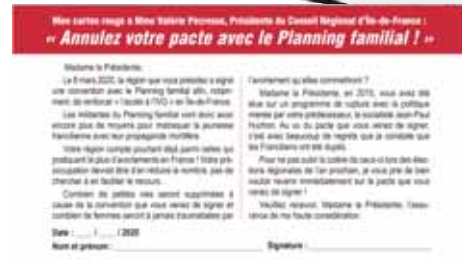 Mon carton rouge à Mme Valérie Pécresse, Présidente du Conseil Régional d'Île-de-France :
« Annulez votre pacte avec le Planning familial ! »
Madame la Présidente,
Le 6 mars 2020, la région que vous présidez a signé
une convention avec le Planning familial afin, notam-
ment, de renforcer « l'accès à l'IVG » en Île-de-France.
Les militantes du Planning familial vont donc avoir
encore plus de moyens pour matraquer la jeunesse
francilienne avec leur propagande mortifère.
Votre région compte pourtant déjà parmi celles qui
pratiquent le plus d'avortements en France ! Votre pré-
occupation devrait être d'en réduire le nombre, pas de
chercher à en faciliter le recours.
Combien de petites vies seront supprimées à
cause de la convention que vous venez de signer et
combien de femmes seront à jamais traumatisées par
l'avortement qu'elles commettront ?
Madame la Présidente, en 2015, vous avez été
élue sur un programme de rupture avec la politique
menée par votre prédécesseur, le socialiste Jean-Paul
Huchon. Au vu du pacte que vous venez de signer,
c'est avec beaucoup de regrets que je constate que
les Franciliens ont été dupés.
Pour ne pas subir la colère de ceux-ci lors des élec-
tions régionales de l'an prochain, je vous prie de bien
vouloir revenir immédiatement sur le pacte que vous
venez de signer !
Veuillez recevoir, Madame la Présidente, l'assu-
rance de ma haute considération.
Date : ..... / ..... / 2020
Nom et prénom :
Signature :